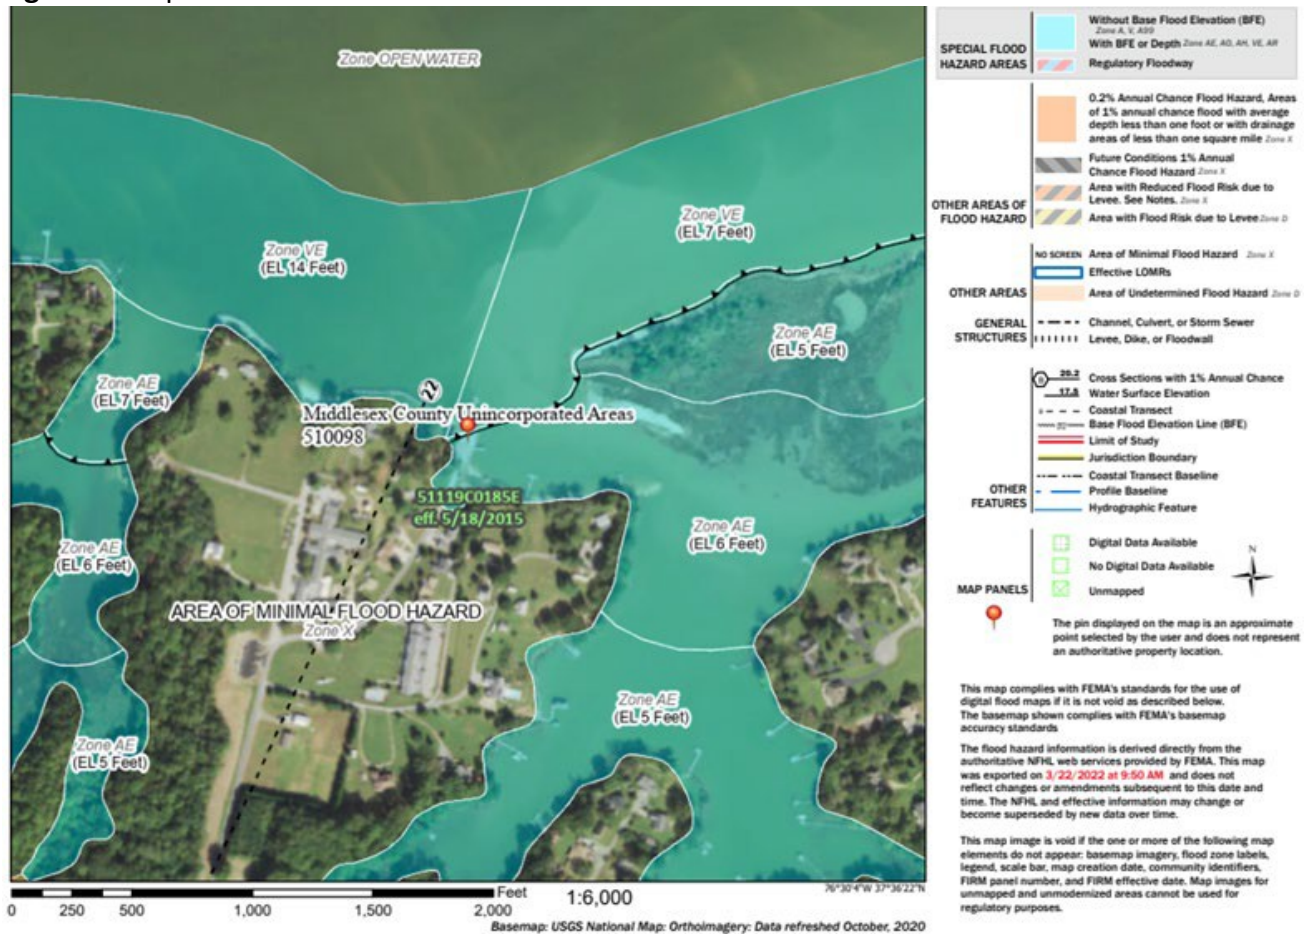 Zone OPEN WATER
Zone VE
(EL 7 Feet)
Zone VE
(EL 14 Feet)
Zone AE
(EL 5 Feet)
Zone AE
(EL 7 Feet)
22
Middlesex County Unincorporated Areas
510098
51119C0185E
eff. 5/18/2015
Zone AE
(EL 6 Feet)
Zone AE
(EL 6 Feet)
AREA OF MINIMAL FLOOD HAZARD
Zone X
Zone AE
(EL 5 Feet)
Zone AE
(EL 5 Feet)
Feet
1:6,000
76°30'4"W 37°36'22"N
0 250 500 1,000 1,500 2,000
Basemap: USGS National Map: Orthoimagery: Data refreshed October, 2020
SPECIAL FLOOD
HAZARD AREAS
Without Base Flood Elevation (BFE)
Zone A, V, A99
With BFE or Depth Zone AE, AO, AH, VE, AR
Regulatory Floodway
0.2% Annual Chance Flood Hazard, Areas
of 1% annual chance flood with average
depth less than one foot or with drainage
areas of less than one square mile Zone X
Future Conditions 1% Annual
Chance Flood Hazard Zone X
Area with Reduced Flood Risk due to
Levee. See Notes. Zone X
OTHER AREAS OF
FLOOD HAZARD
Area with Flood Risk due to Levee Zone D
NO SCREEN Area of Minimal Flood Hazard Zone X
Effective LOMRs
OTHER AREAS
Area of Undetermined Flood Hazard Zone D
GENERAL
STRUCTURES
Channel, Culvert, or Storm Sewer
Levee, Dike, or Floodwall
20.2 Cross Sections with 1% Annual Chance
17.5 Water Surface Elevation
Coastal Transect
Base Flood Elevation Line (BFE)
Limit of Study
Jurisdiction Boundary
Coastal Transect Baseline
OTHER
FEATURES
Profile Baseline
Hydrographic Feature
Digital Data Available
No Digital Data Available
MAP PANELS
Unmapped
N
The pin displayed on the map is an approximate
point selected by the user and does not represent
an authoritative property location.
This map complies with FEMA's standards for the use of
digital flood maps if it is not void as described below.
The basemap shown complies with FEMA's basemap
accuracy standards
The flood hazard information is derived directly from the
authoritative NFHL web services provided by FEMA. This map
was exported on 3/22/2022 at 9:50 AM and does not
reflect changes or amendments subsequent to this date and
time. The NFHL and effective information may change or
become superseded by new data over time.
This map image is void if the one or more of the following map
elements do not appear: basemap imagery, flood zone labels,
legend, scale bar, map creation date, community identifiers,
FIRM panel number, and FIRM effective date. Map images for
unmapped and unmodernized areas cannot be used for
regulatory purposes.